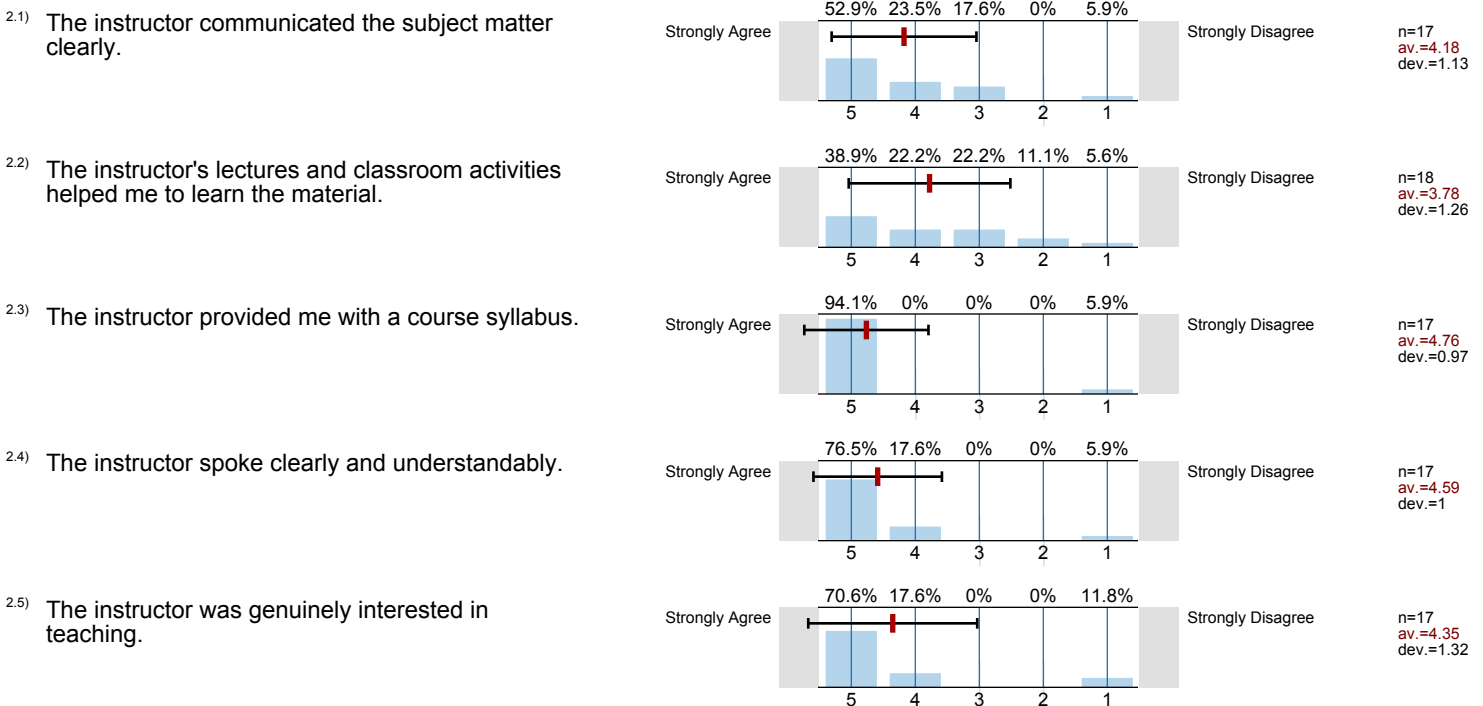 52.9% 23.5% 17.6% 0% 5.9%
2.1) The instructor communicated the subject matter
clearly.
Strongly Agree
Strongly Disagree
n=17
av.=4.18
dev.=1.13
5 4 3 2 1
38.9% 22.2% 22.2% 11.1% 5.6%
2.2) The instructor's lectures and classroom activities
helped me to learn the material.
Strongly Agree
Strongly Disagree
n=18
av.=3.78
dev.=1.26
5 4 3 2 1
94.1% 0% 0% 0% 5.9%
2.3) The instructor provided me with a course syllabus.
Strongly Agree
Strongly Disagree
n=17
av.=4.76
dev.=0.97
5 4 3 2 1
76.5% 17.6% 0% 0% 5.9%
2.4) The instructor spoke clearly and understandably.
Strongly Agree
Strongly Disagree
n=17
av.=4.59
dev.=1
5 4 3 2 1
70.6% 17.6% 0% 0% 11.8%
2.5) The instructor was genuinely interested in
teaching.
Strongly Agree
Strongly Disagree
n=17
av.=4.35
dev.=1.32
5 4 3 2 1